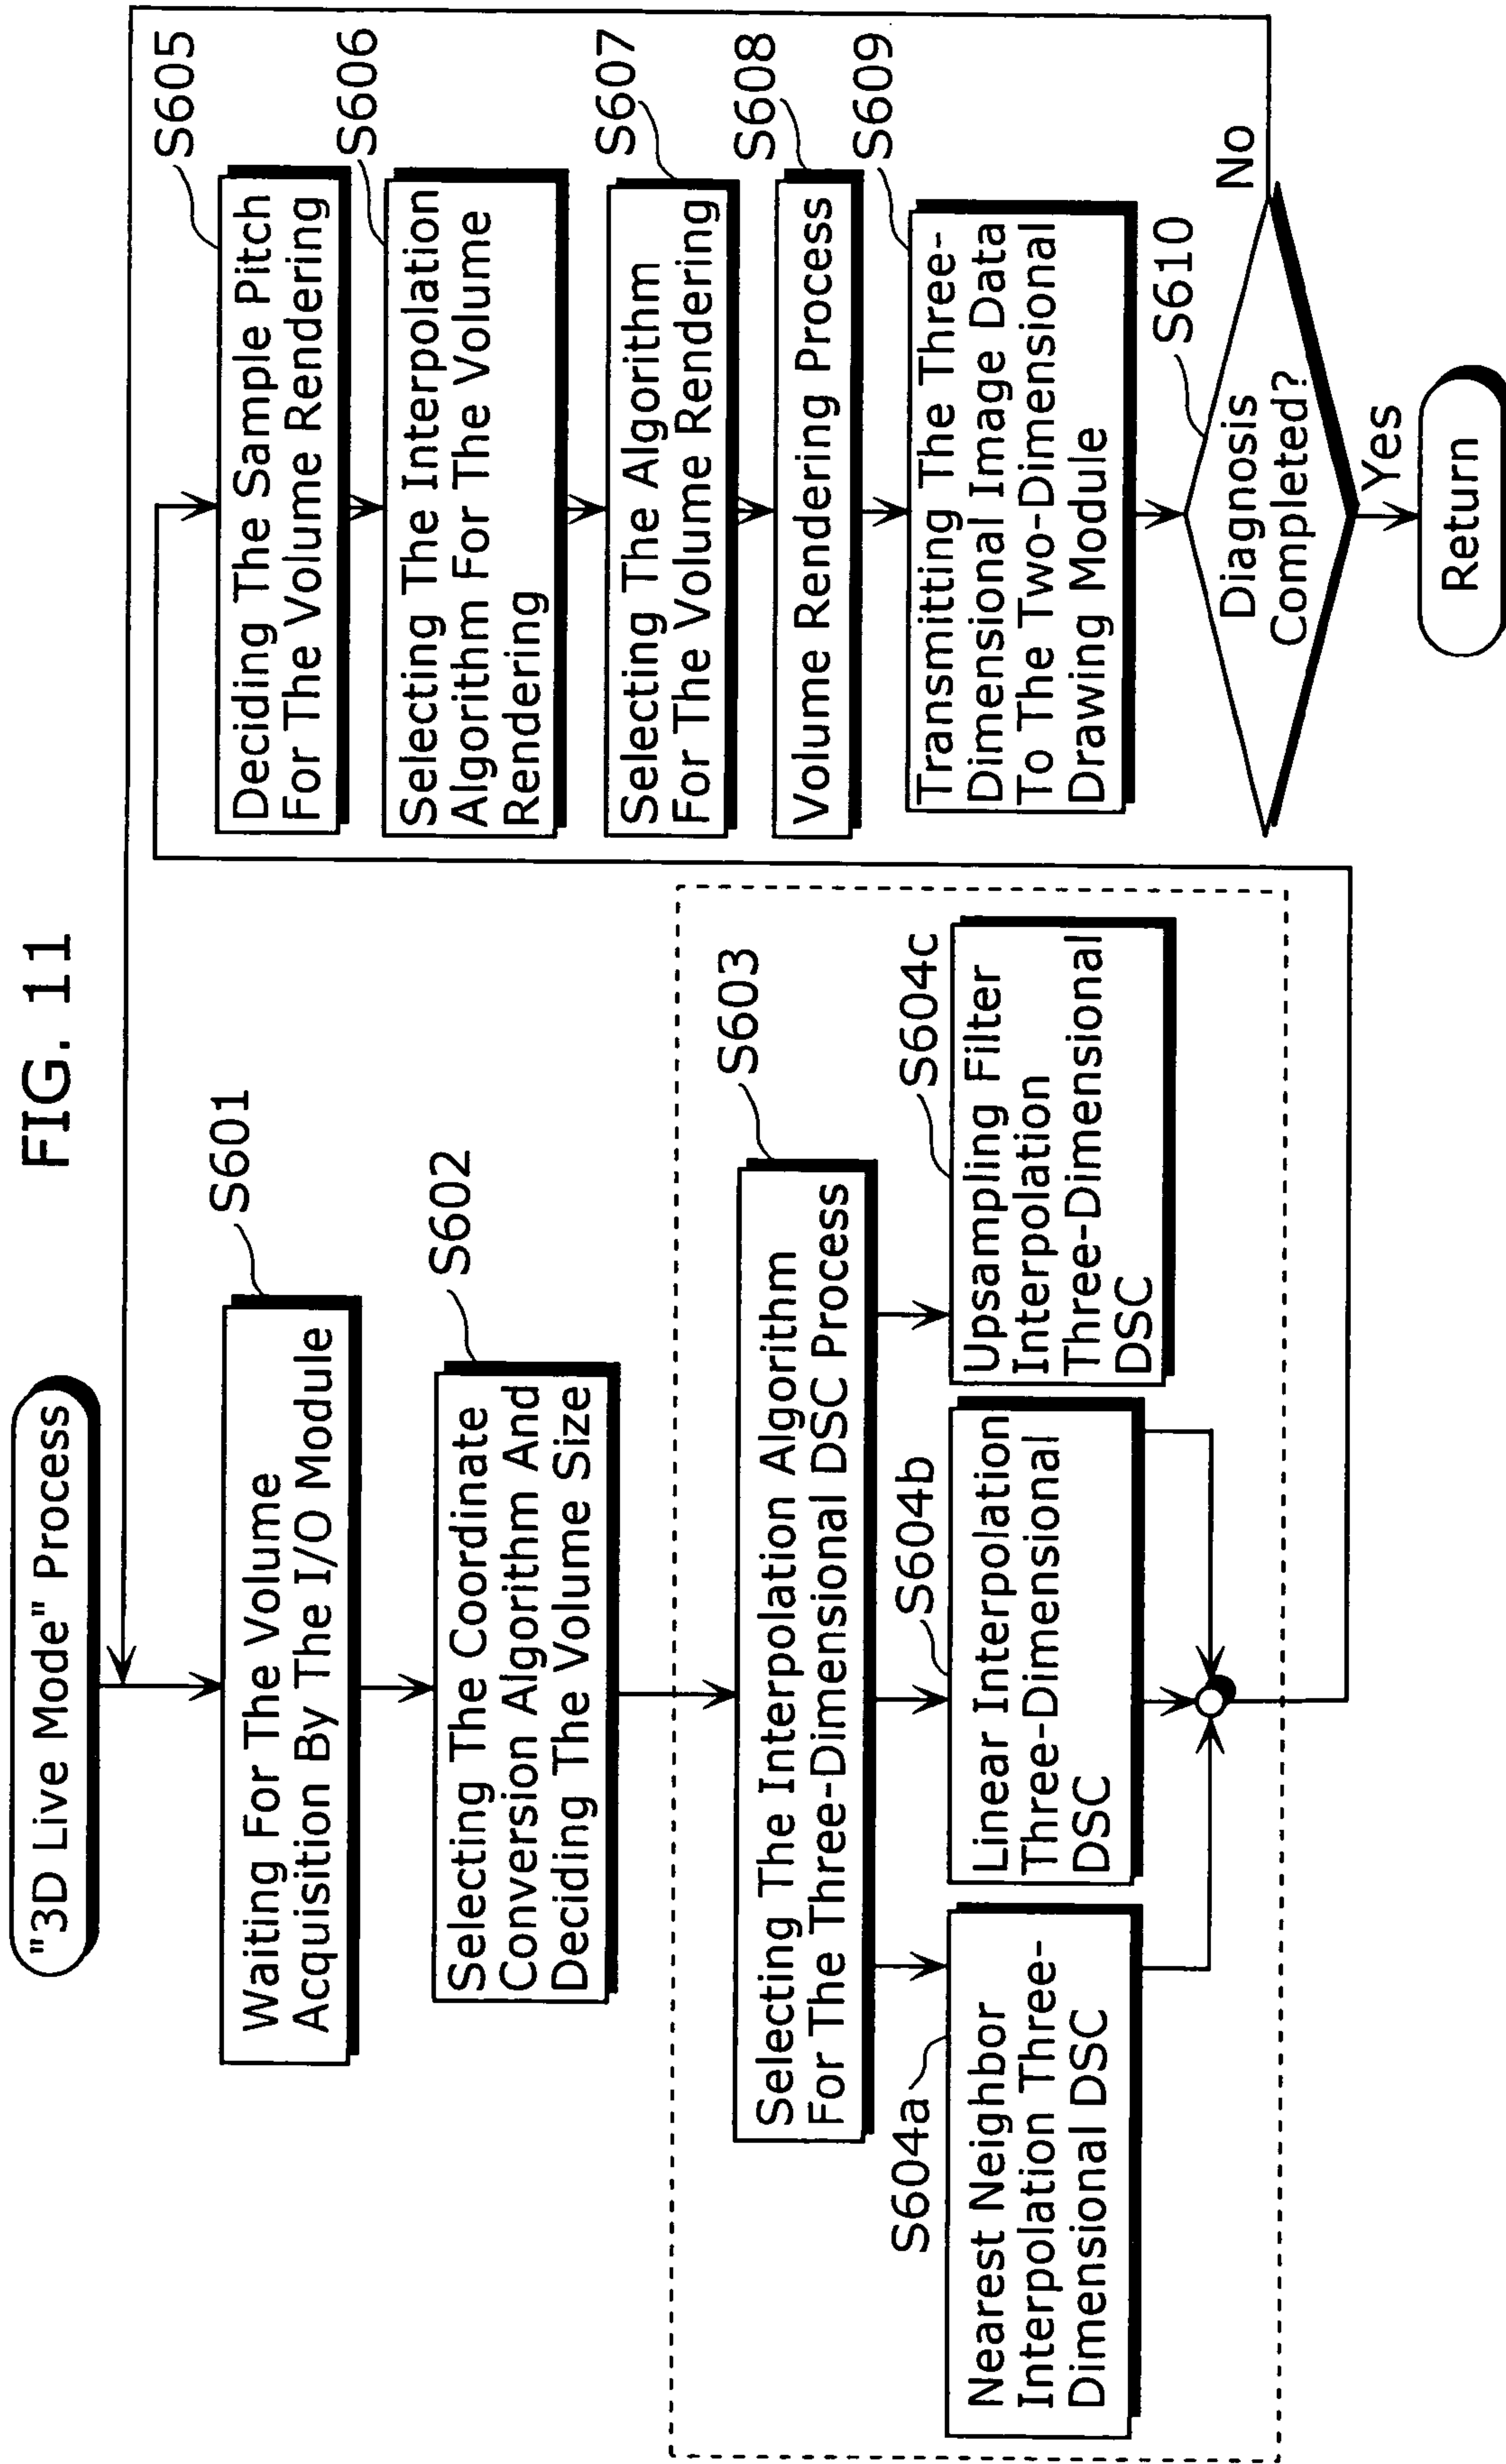 FIG. 11
"3D Live Mode" Process
S601
Waiting For The Volume
Acquisition By The I/O Module
S602
Selecting The Coordinate
Conversion Algorithm And
Deciding The Volume Size
S603
Selecting The Interpolation Algorithm
For The Three-Dimensional DSC Process
S604a
Nearest Neighbor
Interpolation Three-
Dimensional DSC
S604b
Linear Interpolation
Three-Dimensional
DSC
S604c
Upsampling Filter
Interpolation
Three-Dimensional
DSC
S605
Deciding The Sample Pitch
For The Volume Rendering
S606
Selecting The Interpolation
Algorithm For The Volume
Rendering
S607
Selecting The Algorithm
For The Volume Rendering
S608
Volume Rendering Process
S609
Transmitting The Three-
Dimensional Image Data
To The Two-Dimensional
Drawing Module
S610
Diagnosis
Completed?
No
Yes
Return